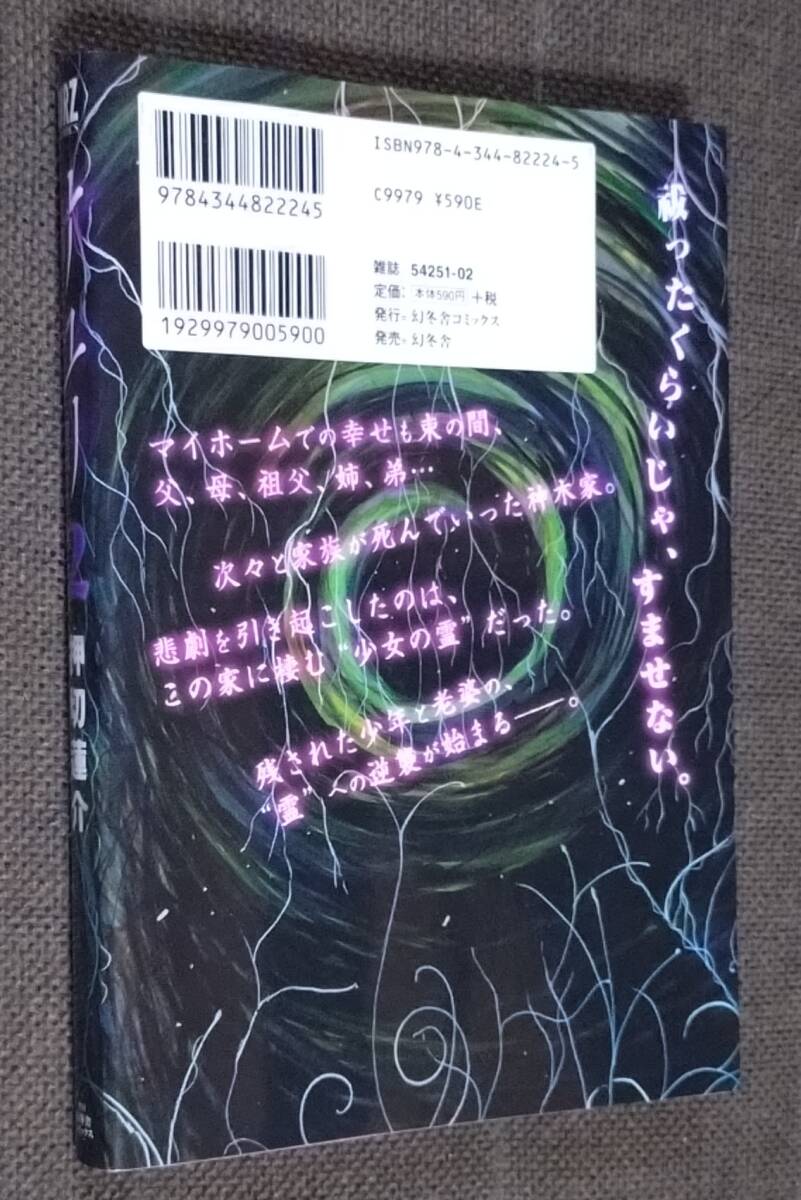 ISBN978-4-344-82224-5
9784344822245
C9979 ¥590E
雑誌 54251-02
定価:本体590円+税
発行=幻冬舎コミックス
発売=幻冬舎
1929979005900
祓ったくらいじゃ、すませない。
マイホームでの幸せも束の間、
父、母、祖父、姉、弟…
次々と家族が死んでいった神木家。
悲劇を引き起こしたのは、
この家に棲む“少女の霊”だった。
残された少年と老婆の、
“霊”への逆襲が始まる——。
2
押切蓮介